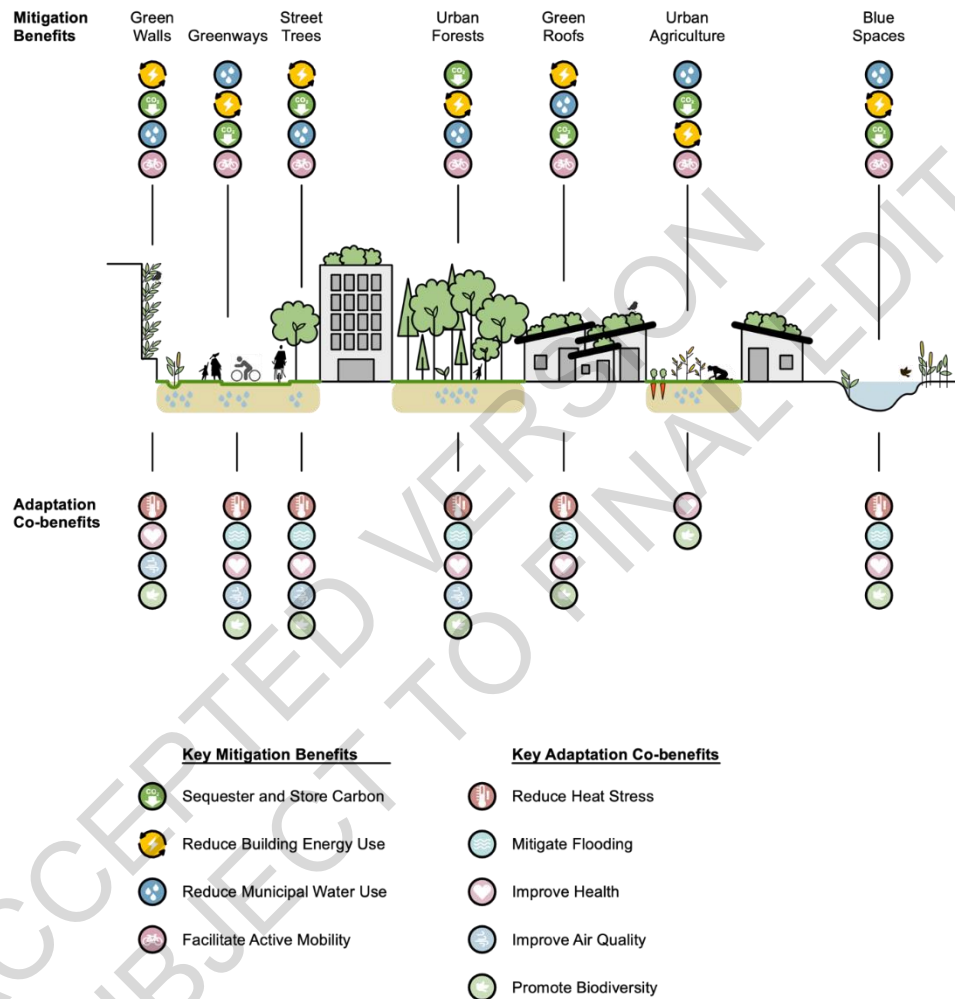 Mitigation
Benefits
Green
Walls
Greenways
Street
Trees
Urban
Forests
Green
Roofs
Urban
Agriculture
Blue
Spaces
Adaptation
Co-benefits
Key Mitigation Benefits
CO₂
Sequester and Store Carbon
Reduce Building Energy Use
Reduce Municipal Water Use
Facilitate Active Mobility
Key Adaptation Co-benefits
Reduce Heat Stress
Mitigate Flooding
Improve Health
Improve Air Quality
Promote Biodiversity
ACCEPTED VERSION
SUBJECT TO FINAL EDIT